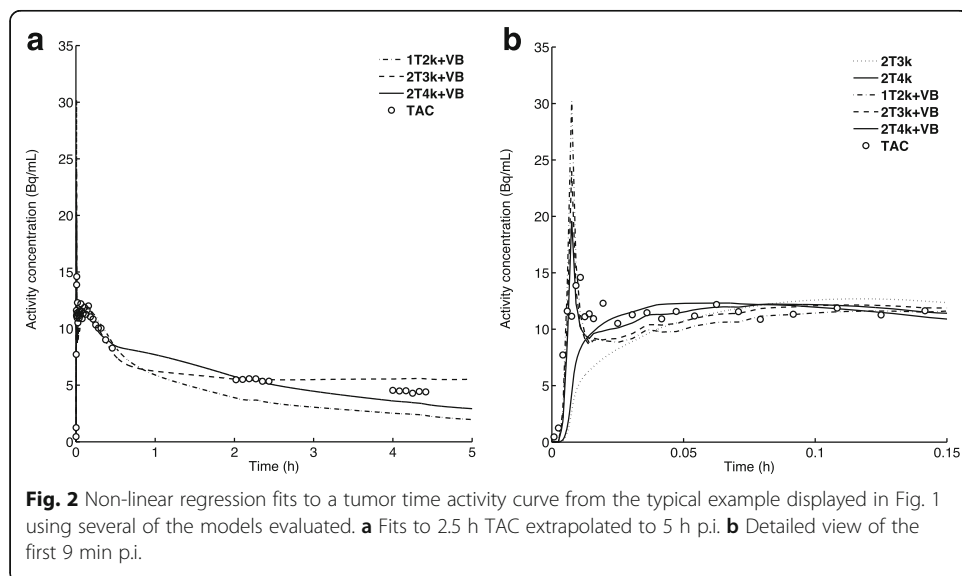 a
35
30
25
20
15
10
5
0
Activity concentration (Bq/mL)
0 1 2 3 4 5
Time (h)
1T2k+VB
2T3k+VB
2T4k+VB
TAC
b
35
30
25
20
15
10
5
0
Activity concentration (Bq/mL)
0 0.05 0.1 0.15
Time (h)
2T3k
2T4k
1T2k+VB
2T3k+VB
2T4k+VB
TAC
Fig. 2 Non-linear regression fits to a tumor time activity curve from the typical example displayed in Fig. 1
using several of the models evaluated. a Fits to 2.5 h TAC extrapolated to 5 h p.i. b Detailed view of the
first 9 min p.i.